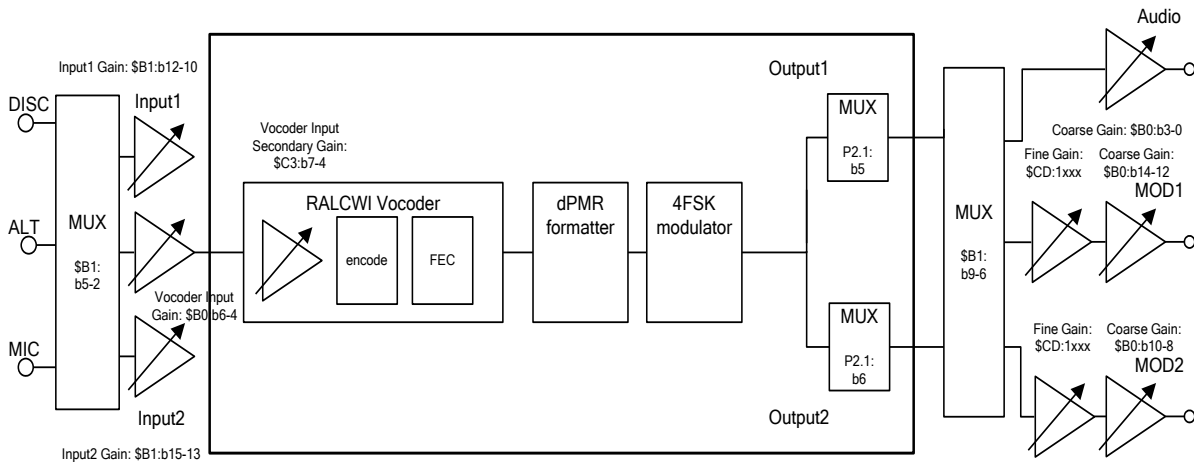 Input1 Gain: $B1:b12-10
DISC
Input1
ALT
MUX
$B1:
b5-2
Vocoder Input
Gain: $B0:b6-4
MIC
Input2
Input2 Gain: $B1:b15-13
Vocoder Input
Secondary Gain:
$C3:b7-4
RALCWI Vocoder
encode
FEC
dPMR
formatter
4FSK
modulator
Output1
MUX
P2.1:
b5
MUX
P2.1:
b6
Output2
MUX
$B1:
b9-6
Audio
Coarse Gain: $B0:b3-0
Fine Gain:
$CD:1xxx
Coarse Gain:
$B0:b14-12
MOD1
Fine Gain:
$CD:1xxx
Coarse Gain:
$B0:b10-8
MOD2